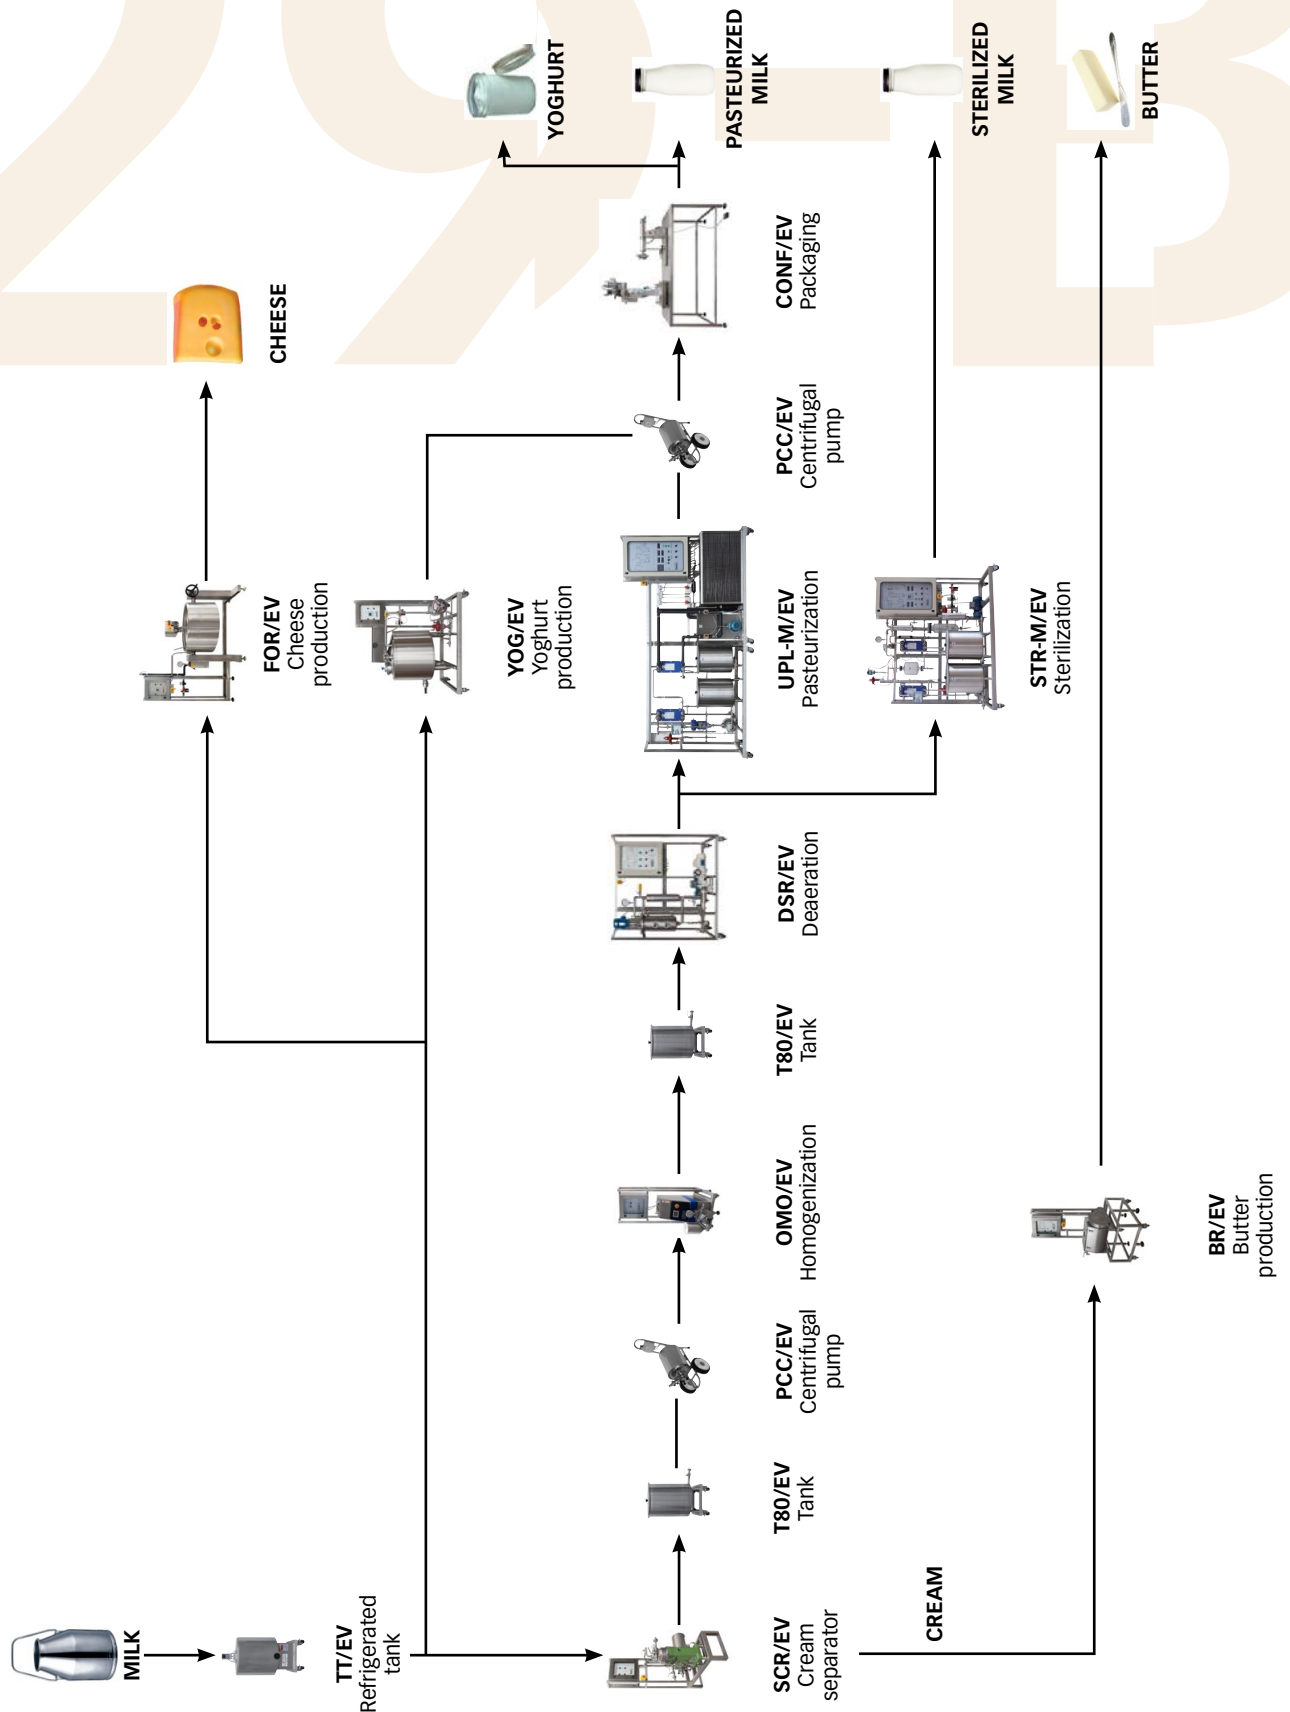 29-B
MILK
TT/EV
Refrigerated
tank
FOR/EV
Cheese
production
CHEESE
YOG/EV
Yoghurt
production
SCR/EV
Cream
separator
T80/EV
Tank
PCC/EV
Centrifugal
pump
OMO/EV
Homogenization
T80/EV
Tank
DSR/EV
Deaeration
UPL-M/EV
Pasteurization
PCC/EV
Centrifugal
pump
CONF/EV
Packaging
YOGHURT
PASTEURIZED
MILK
STR-M/EV
Sterilization
STERILIZED
MILK
CREAM
BR/EV
Butter
production
BUTTER